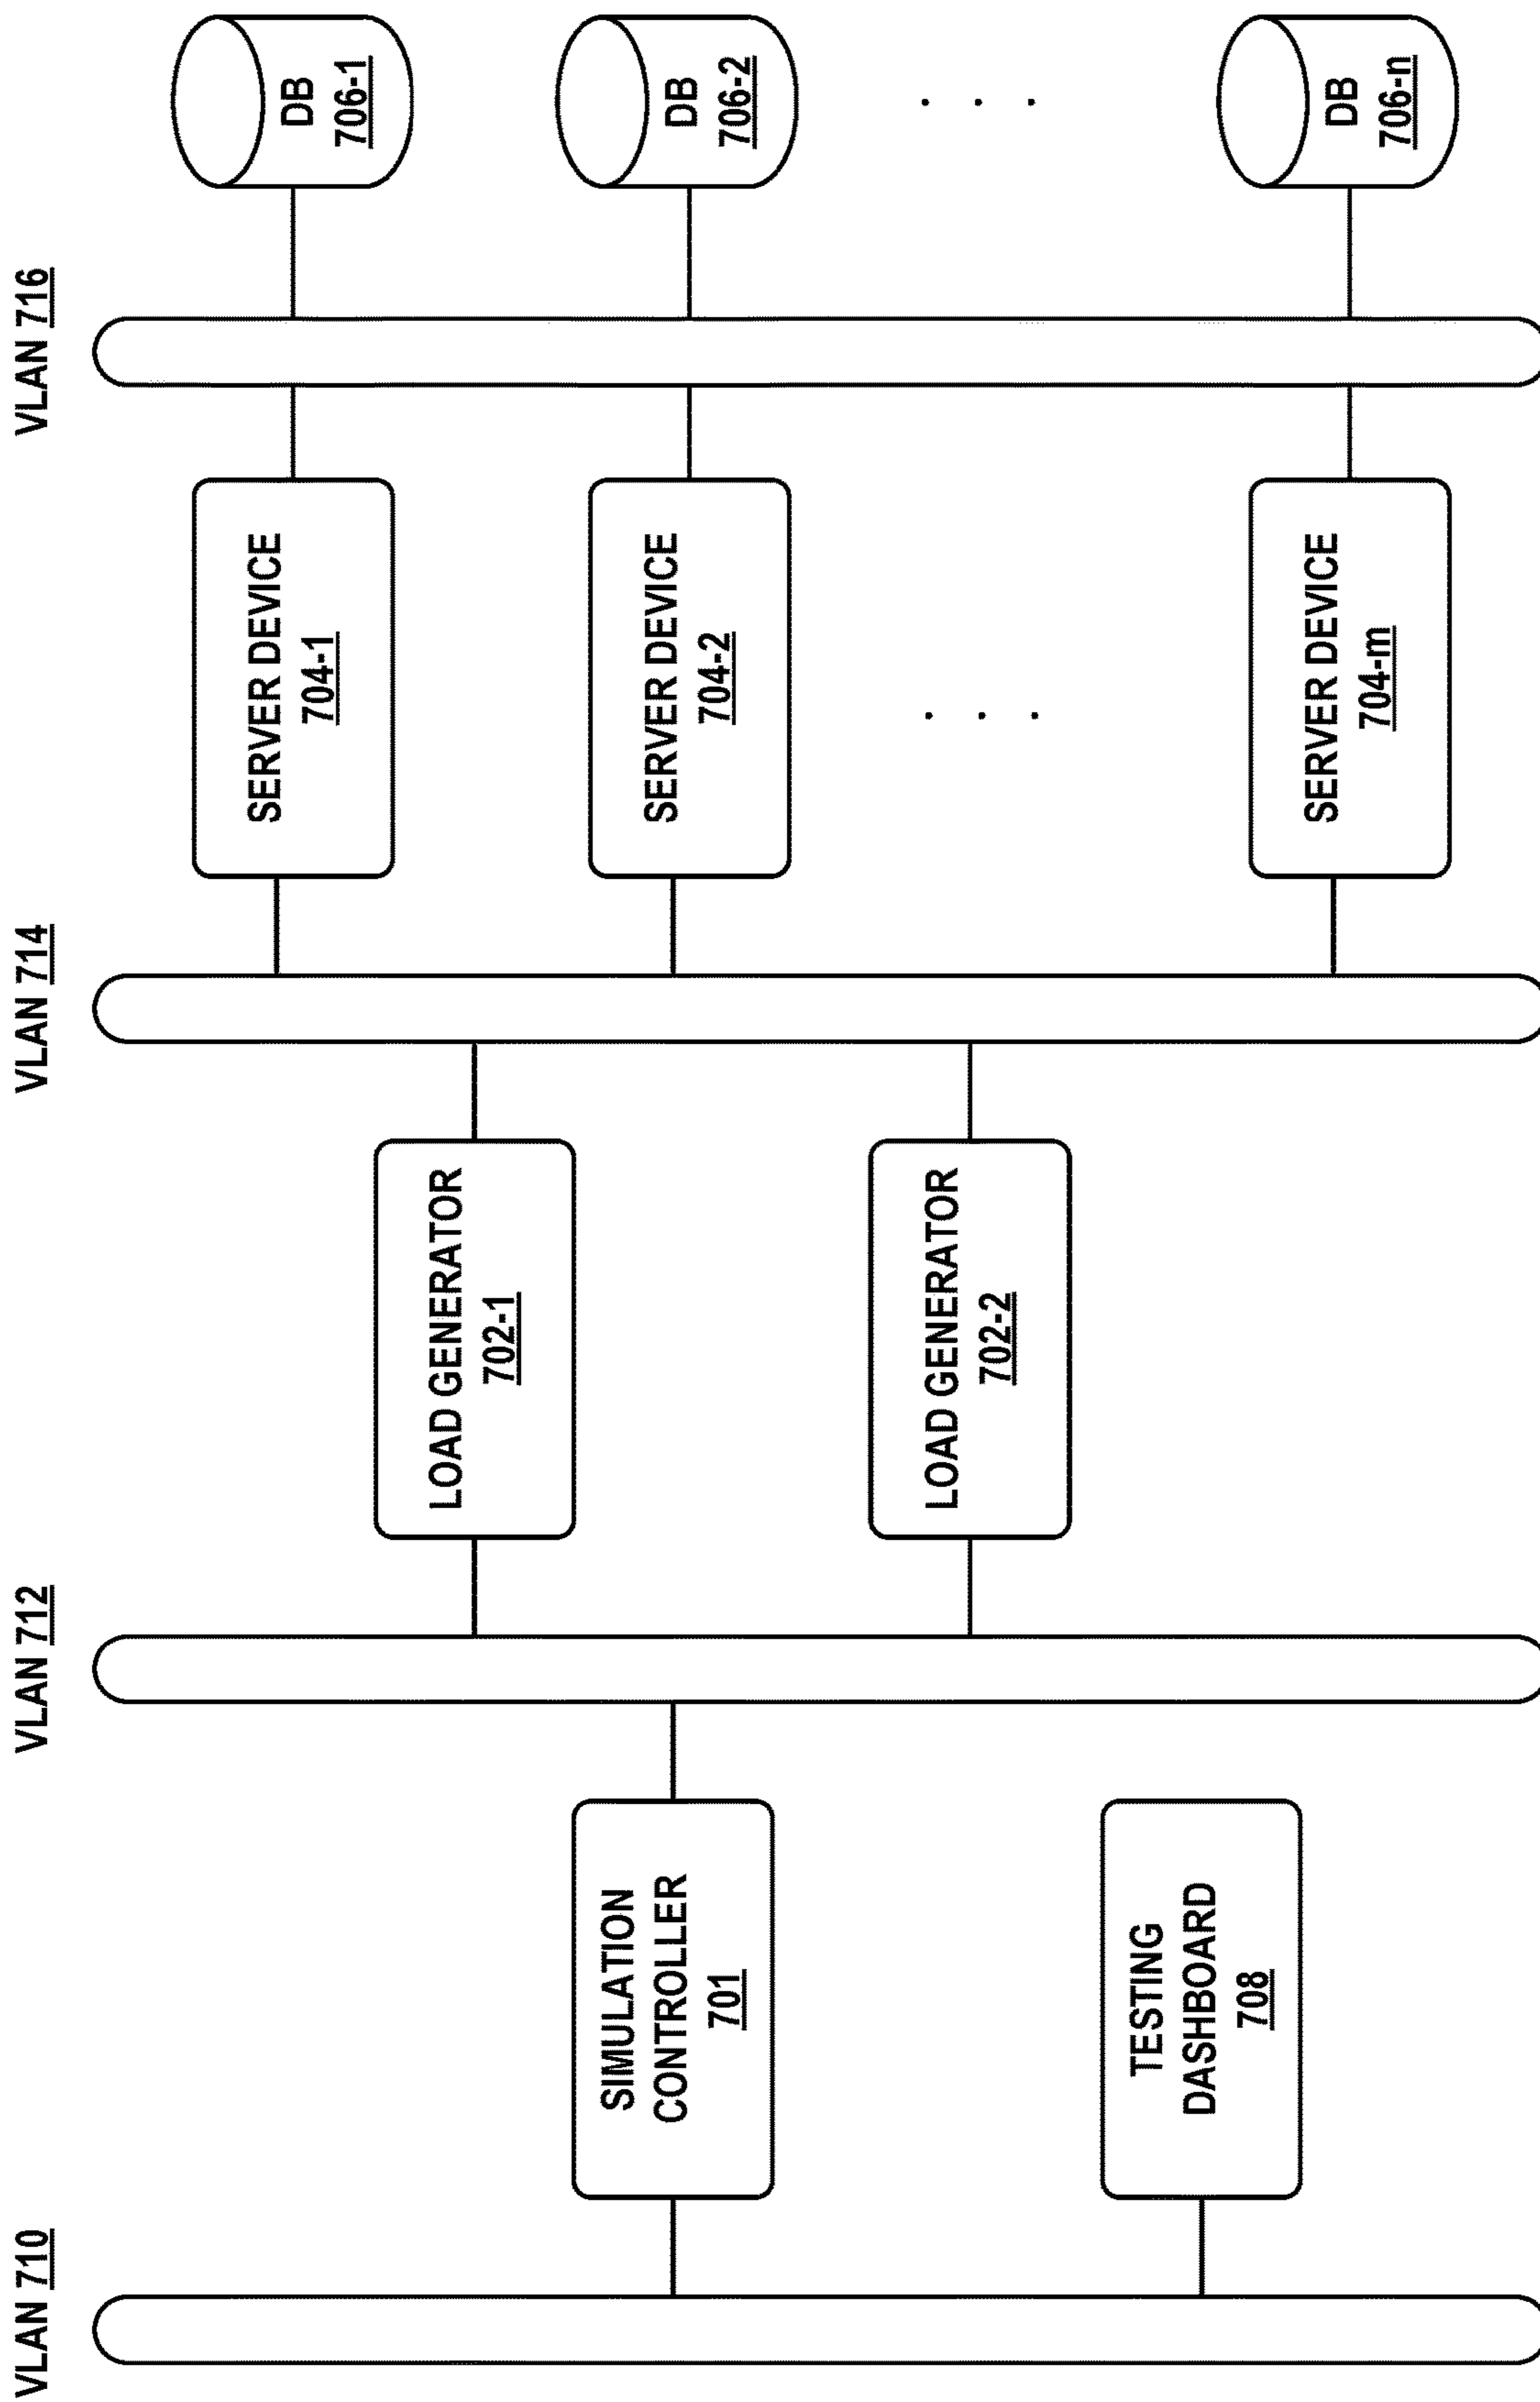 VLAN 710
VLAN 712
VLAN 714
VLAN 716
SIMULATION
CONTROLLER
701
TESTING
DASHBOARD
708
LOAD GENERATOR
702-1
LOAD GENERATOR
702-2
SERVER DEVICE
704-1
SERVER DEVICE
704-2
. . .
SERVER DEVICE
704-m
DB
706-1
DB
706-2
. . .
DB
706-n